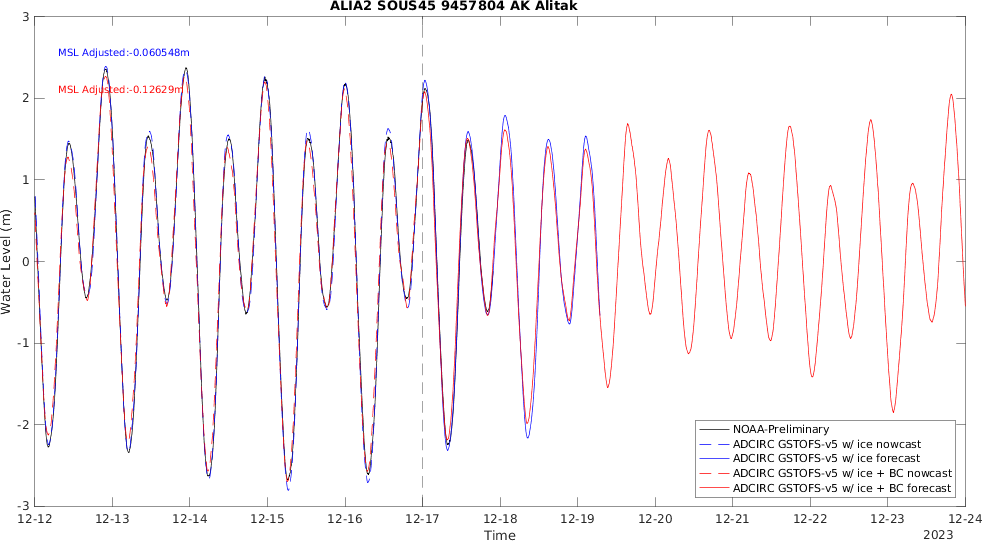 ALIA2 SOUS45 9457804 AK Alitak
MSL Adjusted:-0.060548m
MSL Adjusted:-0.12629m
3
2
1
0
-1
-2
-3
Water Level (m)
NOAA-Preliminary
ADCIRC GSTOFS-v5 w/ ice nowcast
ADCIRC GSTOFS-v5 w/ ice forecast
ADCIRC GSTOFS-v5 w/ ice + BC nowcast
ADCIRC GSTOFS-v5 w/ ice + BC forecast
12-12 12-13 12-14 12-15 12-16 12-17 12-18 12-19 12-20 12-21 12-22 12-23 12-24
Time
2023